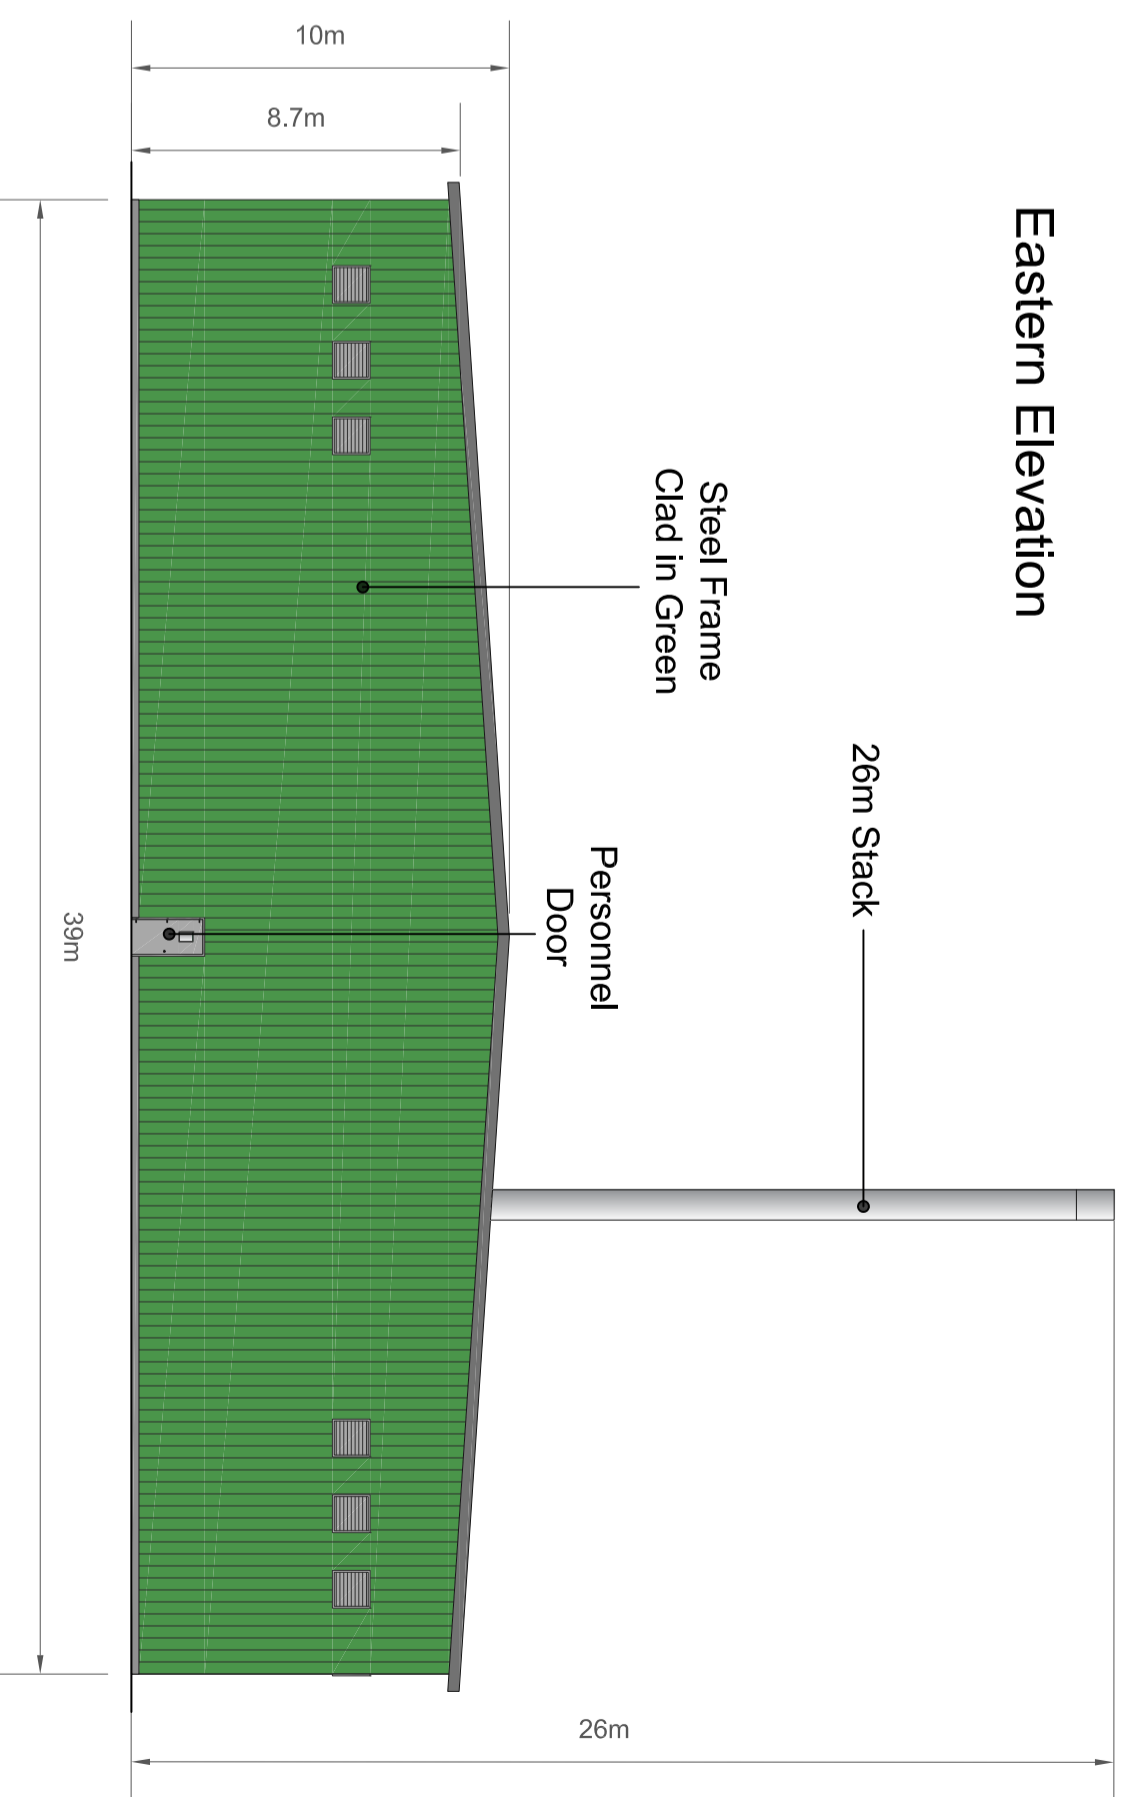 Eastern Elevation
26m Stack
Steel Frame
Clad in Green
Personnel
Door
10m
8.7m
39m
26m